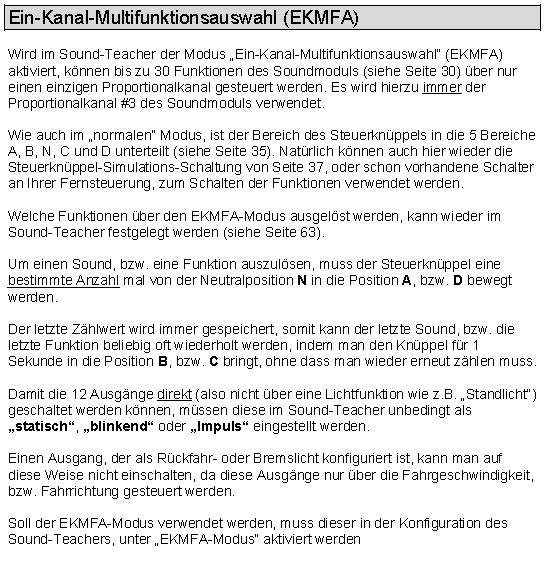 Ein-Kanal-Multifunktionsauswahl (EKMFA)
Wird im Sound-Teacher der Modus „Ein-Kanal-Multifunktionsauswahl“ (EKMFA)
aktiviert, können bis zu 30 Funktionen des Soundmoduls (siehe Seite 30) über nur
einen einzigen Proportionalkanal gesteuert werden. Es wird hierzu immer der
Proportionalkanal #3 des Soundmoduls verwendet.
Wie auch im „normalen“ Modus, ist der Bereich des Steuerknüppels in die 5 Bereiche
A, B, N, C und D unterteilt (siehe Seite 35). Natürlich können auch hier wieder die
Steuerknüppel-Simulations-Schaltung von Seite 37, oder schon vorhandene Schalter
an Ihrer Fernsteuerung, zum Schalten der Funktionen verwendet werden.
Welche Funktionen über den EKMFA-Modus ausgelöst werden, kann wieder im
Sound-Teacher festgelegt werden (siehe Seite 63).
Um einen Sound, bzw. eine Funktion auszulösen, muss der Steuerknüppel eine
bestimmte Anzahl mal von der Neutralposition N in die Position A, bzw. D bewegt
werden.
Der letzte Zählwert wird immer gespeichert, somit kann der letzte Sound, bzw. die
letzte Funktion beliebig oft wiederholt werden, indem man den Knüppel für 1
Sekunde in die Position B, bzw. C bringt, ohne dass man wieder erneut zählen muss.
Damit die 12 Ausgänge direkt (also nicht über eine Lichtfunktion wie z.B. „Standlicht“)
geschaltet werden können, müssen diese im Sound-Teacher unbedingt als
„statisch“, „blinkend“ oder „Impuls“ eingestellt werden.
Einen Ausgang, der als Rückfahr- oder Bremslicht konfiguriert ist, kann man auf
diese Weise nicht einschalten, da diese Ausgänge nur über die Fahrgeschwindigkeit,
bzw. Fahrrichtung gesteuert werden.
Soll der EKMFA-Modus verwendet werden, muss dieser in der Konfiguration des
Sound-Teachers, unter „EKMFA-Modus“ aktiviert werden